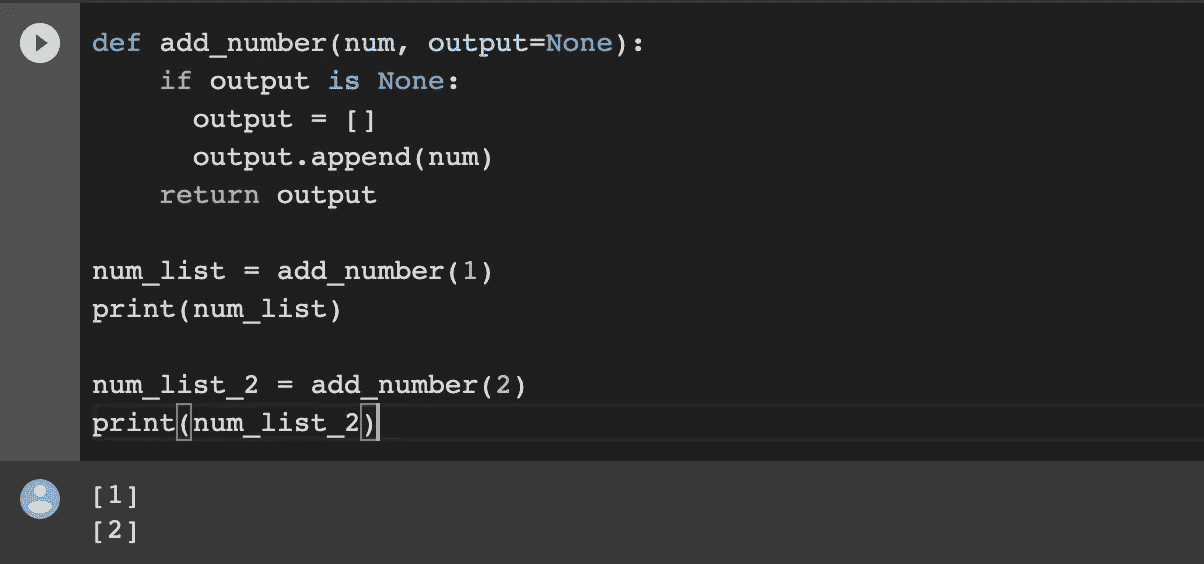 def add_number(num, output=None):
    if output is None:
      output = []
      output.append(num)
    return output

num_list = add_number(1)
print(num_list)

num_list_2 = add_number(2)
print(num_list_2)
[1]
[2]